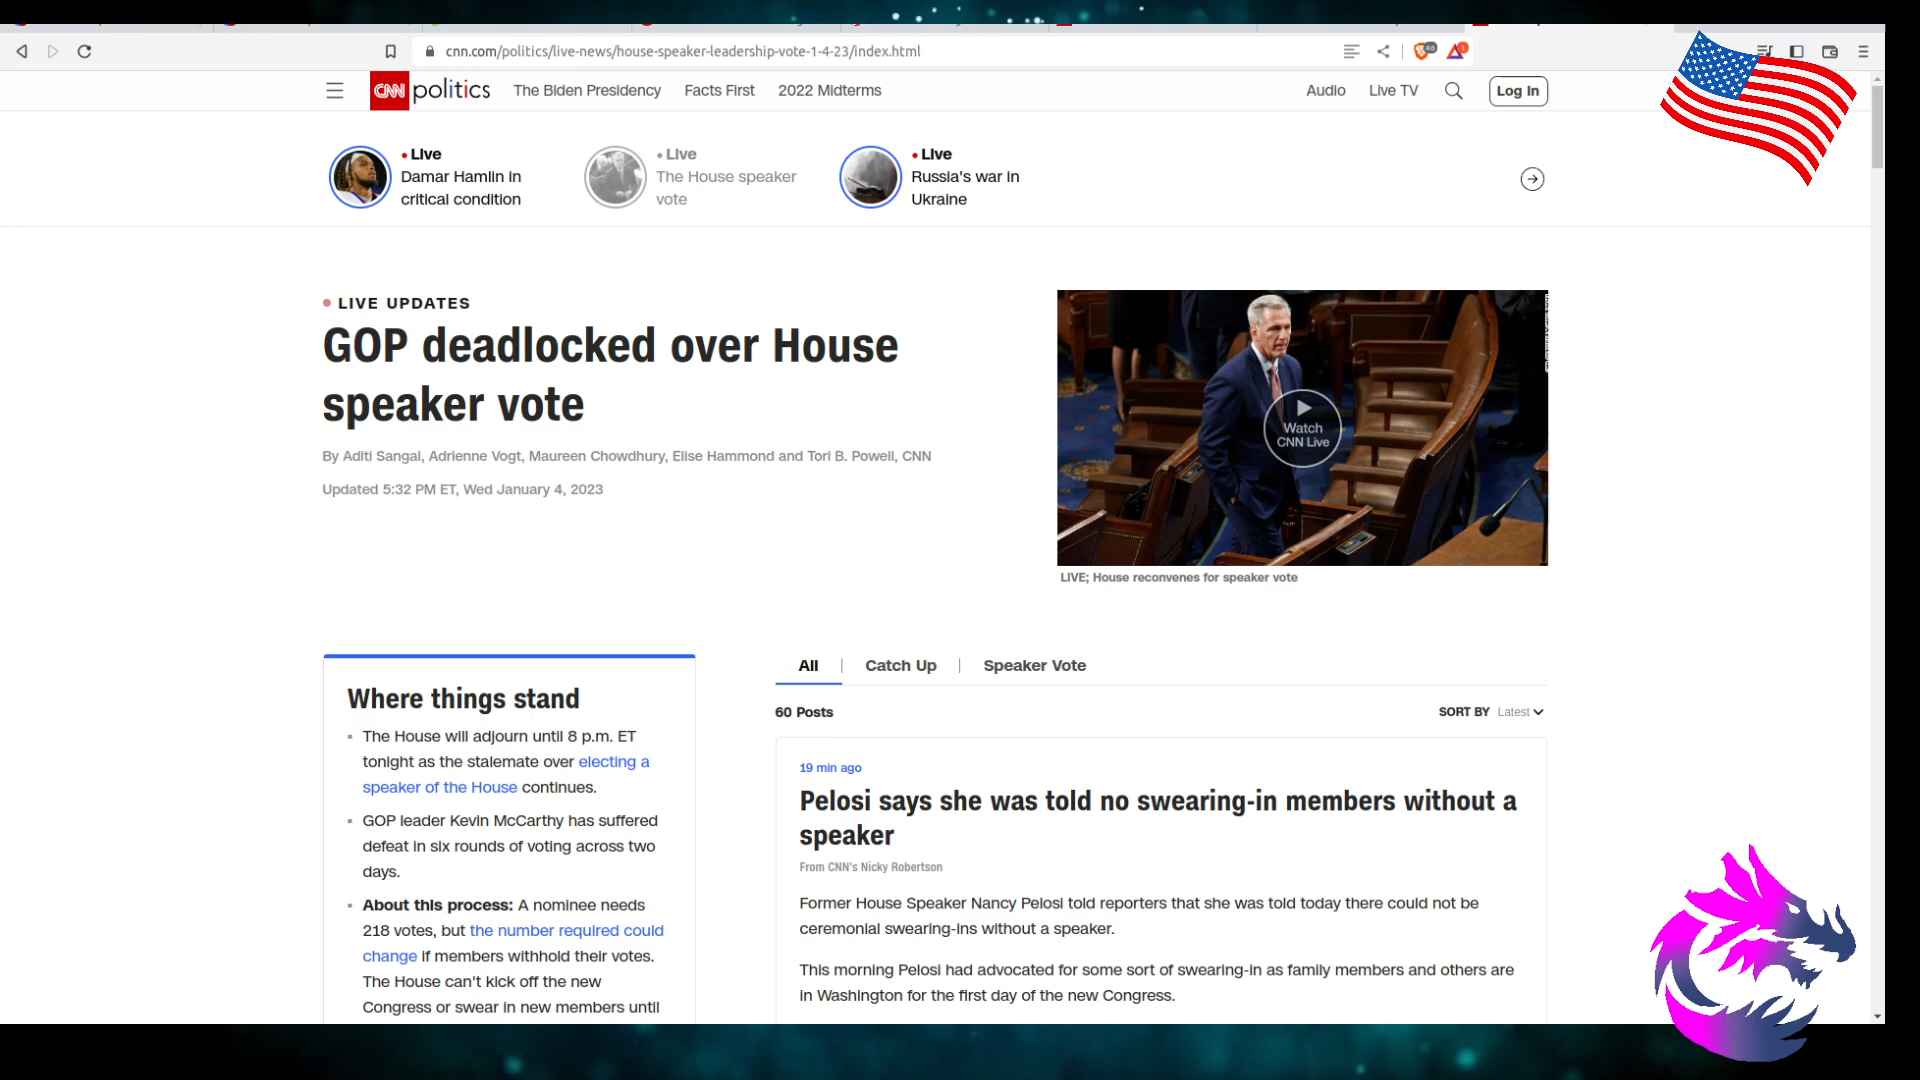 cnn.com/politics/live-news/house-speaker-leadership-vote-1-4-23/index.html
46
1
CNN politics The Biden Presidency Facts First 2022 Midterms Audio Live TV Log In
Live
Damar Hamlin in
critical condition
Live
The House speaker
vote
Live
Russia's war in
Ukraine
LIVE UPDATES
GOP deadlocked over House
speaker vote
By Aditi Sangal, Adrienne Vogt, Maureen Chowdhury, Elise Hammond and Tori B. Powell, CNN
Updated 5:32 PM ET, Wed January 4, 2023
Watch
CNN Live
LIVE; House reconvenes for speaker vote
Where things stand
The House will adjourn until 8 p.m. ET
tonight as the stalemate over electing a
speaker of the House continues.
GOP leader Kevin McCarthy has suffered
defeat in six rounds of voting across two
days.
About this process: A nominee needs
218 votes, but the number required could
change if members withhold their votes.
The House can't kick off the new
Congress or swear in new members until
All | Catch Up | Speaker Vote
60 Posts
SORT BY Latest
19 min ago
Pelosi says she was told no swearing-in members without a
speaker
From CNN's Nicky Robertson
Former House Speaker Nancy Pelosi told reporters that she was told today there could not be
ceremonial swearing-ins without a speaker.
This morning Pelosi had advocated for some sort of swearing-in as family members and others are
in Washington for the first day of the new Congress.